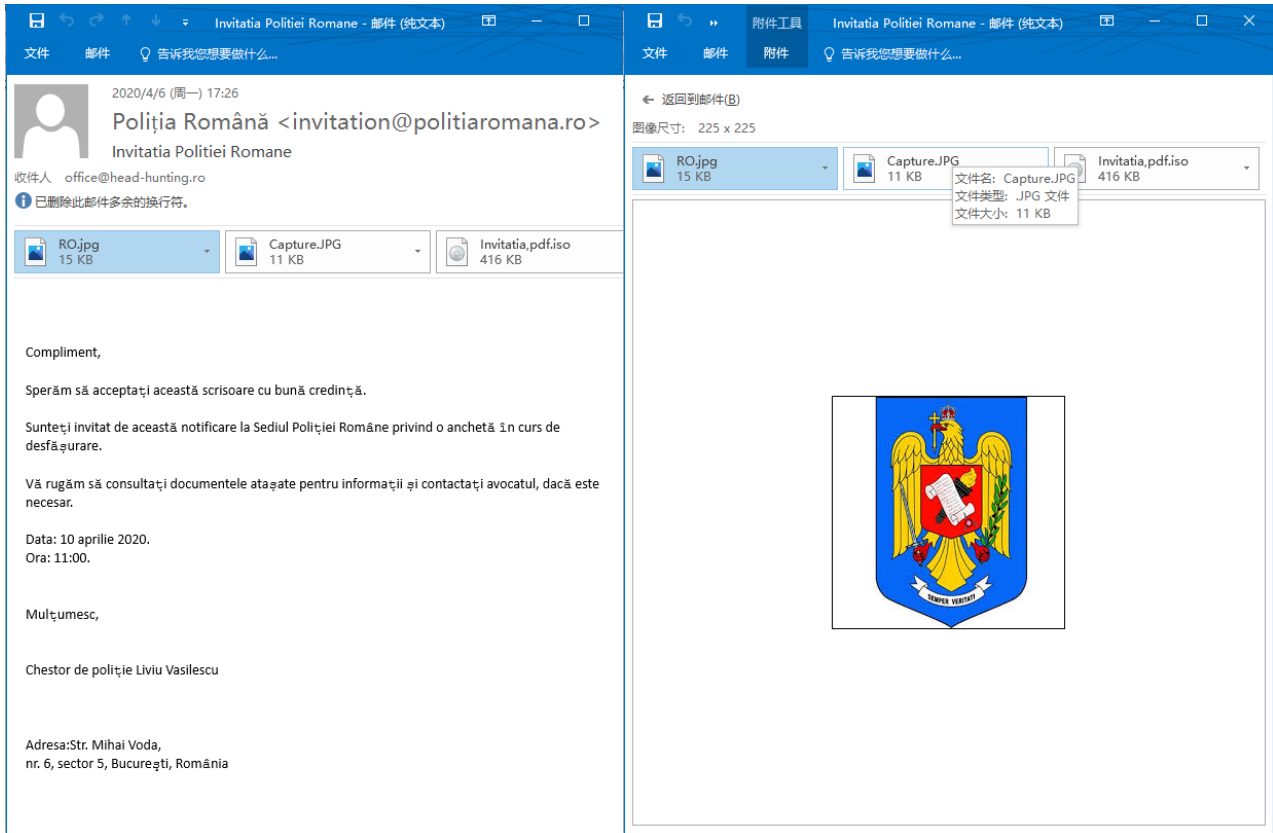 Invitatia Politiei Romane - 邮件 (纯文本)
文件 邮件 告诉我您想要做什么...
2020/4/6 (周一) 17:26
Poliția Română <invitation@politiaromana.ro>
Invitatia Politiei Romane
收件人 office@head-hunting.ro
已删除此邮件多余的换行符。
RO.jpg
15 KB
Capture.JPG
11 KB
Invitatia,pdf.iso
416 KB
Compliment,
Sperăm să acceptați această scrisoare cu bună credință.
Sunteți invitat de această notificare la Sediul Poliției Române privind o anchetă în curs de
desfășurare.
Vă rugăm să consultați documentele atașate pentru informații și contactați avocatul, dacă este
necesar.
Data: 10 aprilie 2020.
Ora: 11:00.
Mulțumesc,
Chestor de poliție Liviu Vasilescu
Adresa:Str. Mihai Voda,
nr. 6, sector 5, București, România
附件工具 Invitatia Politiei Romane - 邮件 (纯文本)
文件 邮件 附件 告诉我您想要做什么...
返回到邮件(B)
图像尺寸: 225 x 225
RO.jpg
15 KB
Capture.JPG
11 KB
Invitatia,pdf.iso
416 KB
文件名: Capture.JPG
文件类型: .JPG 文件
文件大小: 11 KB
SEMPER VERITATI